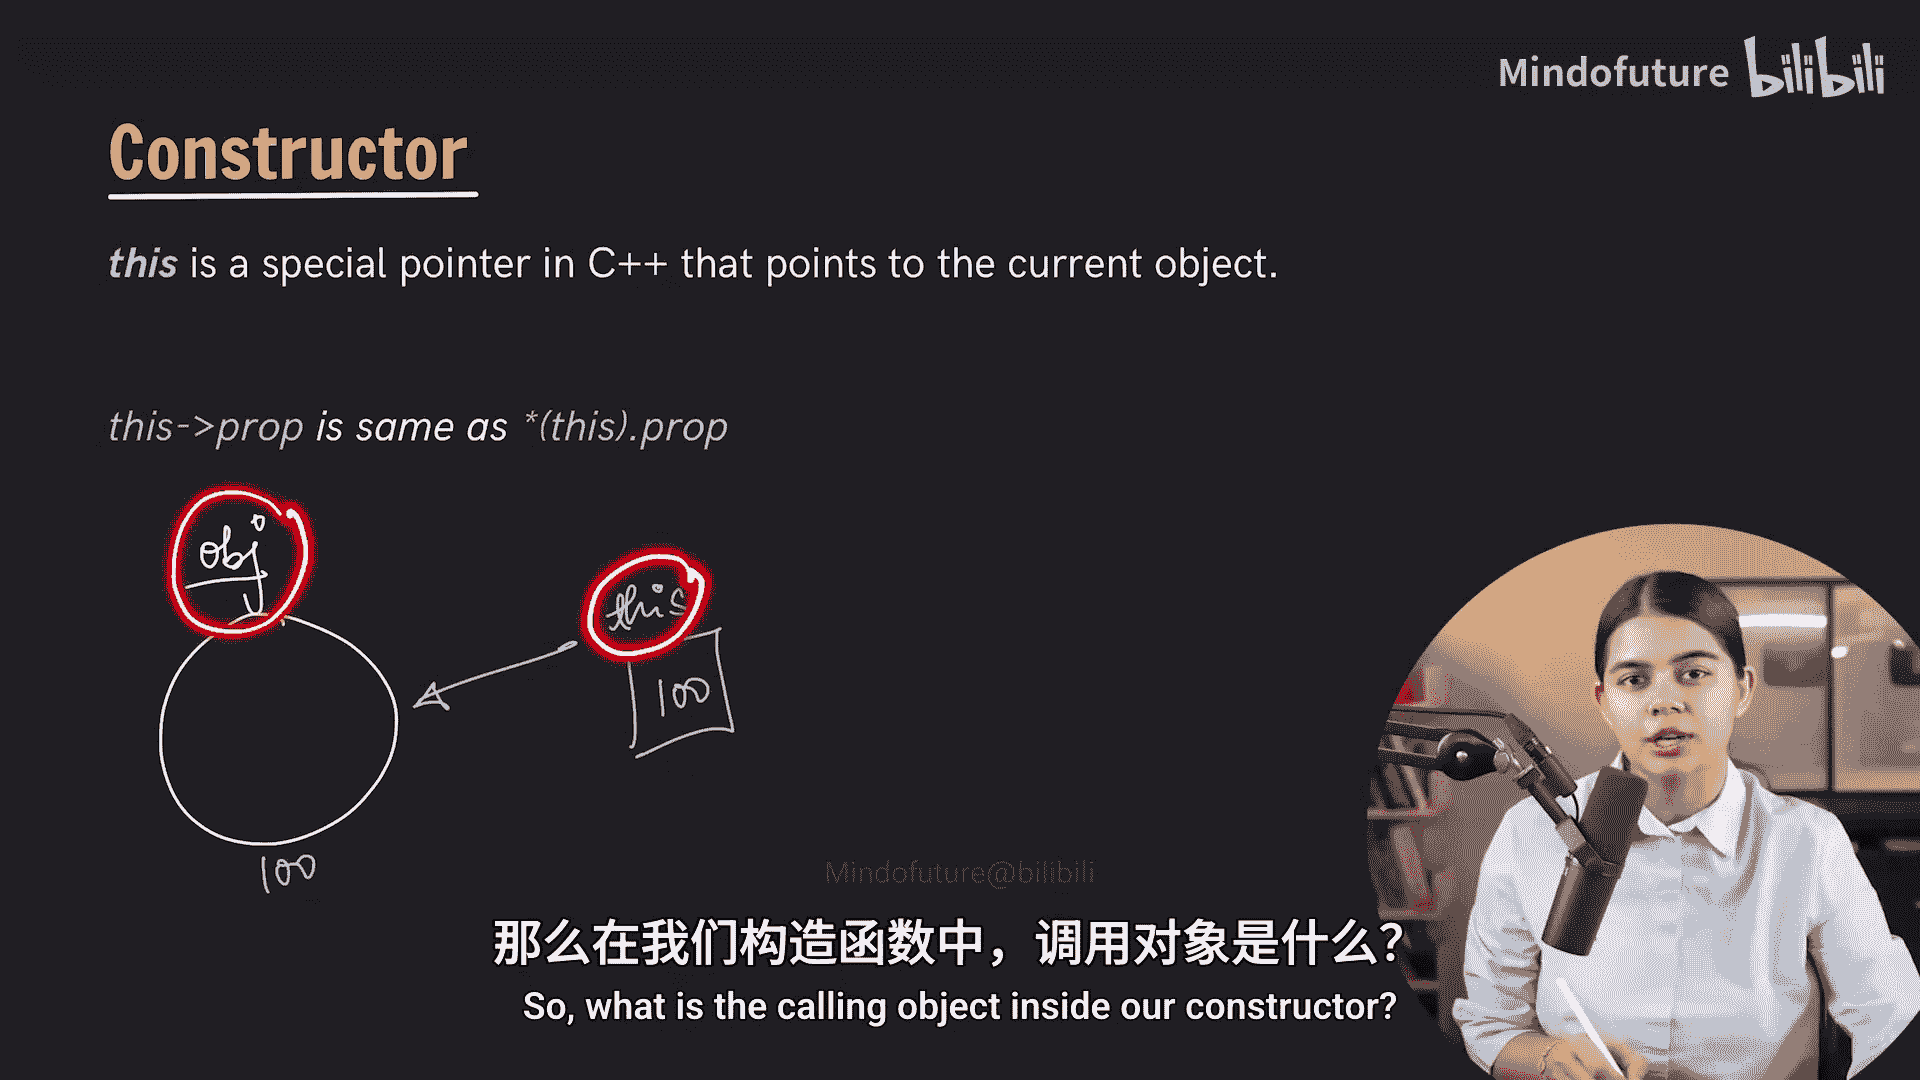 Mindofuture bilibili
Constructor
this is a special pointer in C++ that points to the current object.
this->prop is same as *(this).prop
obj
this
100
100
Mindofuture@bilibili
那么在我们构造函数中，调用对象是什么？
So, what is the calling object inside our constructor?